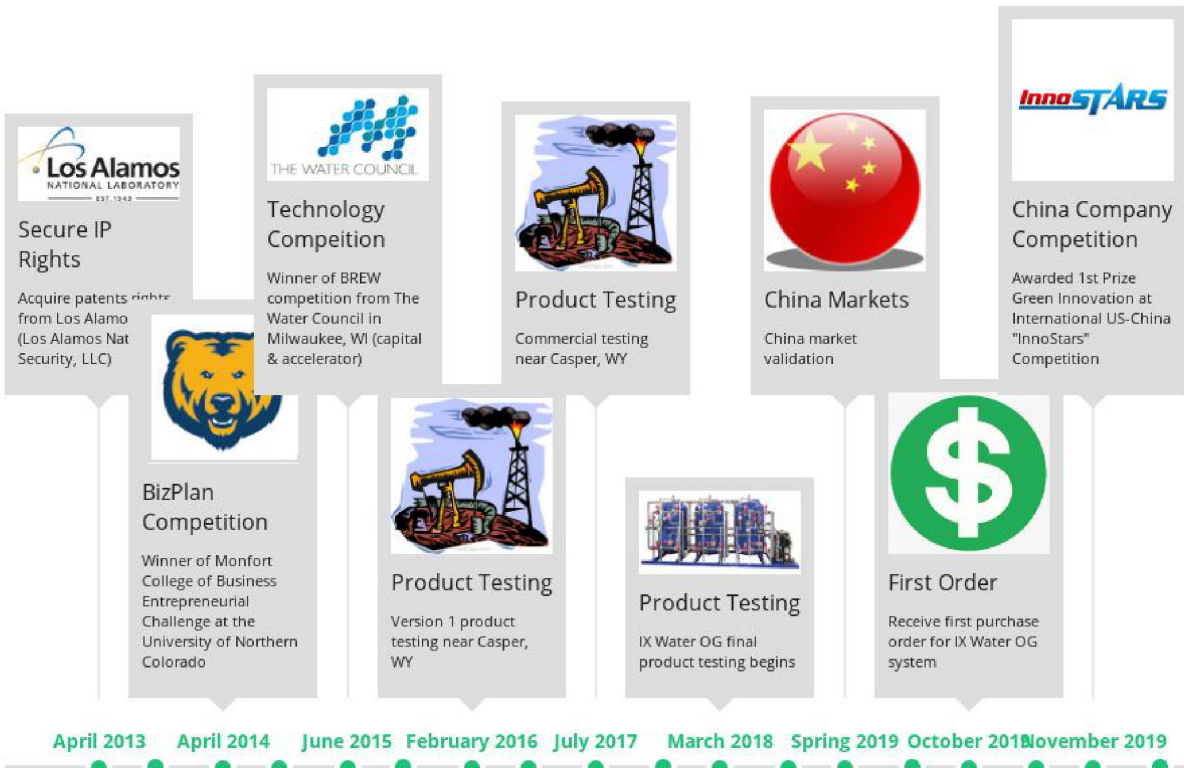 Los Alamos
NATIONAL LABORATORY
EST. 1943
Secure IP
Rights
Acquire patents rights
from Los Alamo
(Los Alamos Nat
Security, LLC)
BizPlan
Competition
Winner of Monfort
College of Business
Entrepreneurial
Challenge at the
University of Northern
Colorado
THE WATER COUNCIL
Technology
Compeition
Winner of BREW
competition from The
Water Council in
Milwaukee, WI (capital
& accelerator)
Product Testing
Version 1 product
testing near Casper,
WY
Product Testing
Commercial testing
near Casper, WY
Product Testing
IX Water OG final
product testing begins
China Markets
China market
validation
$
First Order
Receive first purchase
order for IX Water OG
system
InnoSTARS
China Company
Competition
Awarded 1st Prize
Green Innovation at
International US-China
"InnoStars"
Competition
April 2013 April 2014 June 2015 February 2016 July 2017 March 2018 Spring 2019 October 2019 November 2019